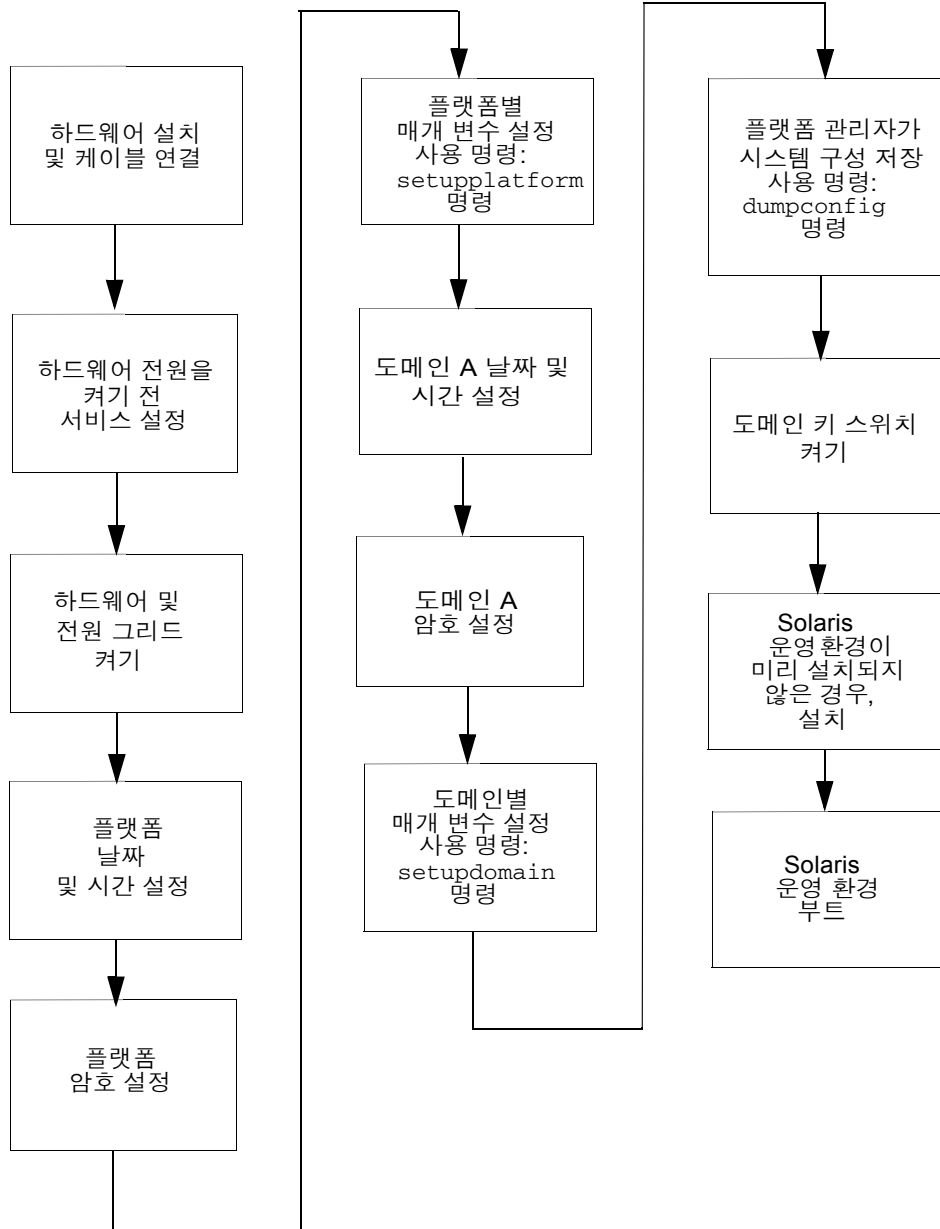 하드웨어 설치
및 케이블 연결
하드웨어 전원을
켜기 전
서비스 설정
하드웨어 및
전원 그리드
켜기
플랫폼
날짜
및 시간 설정
플랫폼
암호 설정
플랫폼별
매개 변수 설정
사용 명령:
setupplatform
명령
도메인 A 날짜 및
시간 설정
도메인 A
암호 설정
도메인별
매개 변수 설정
사용 명령:
setupdomain
명령
플랫폼 관리자가
시스템 구성 저장
사용 명령:
dumpconfig
명령
도메인 키 스위치
켜기
Solaris
운영 환경이
미리 설치되지
않은 경우,
설치
Solaris
운영 환경
부트